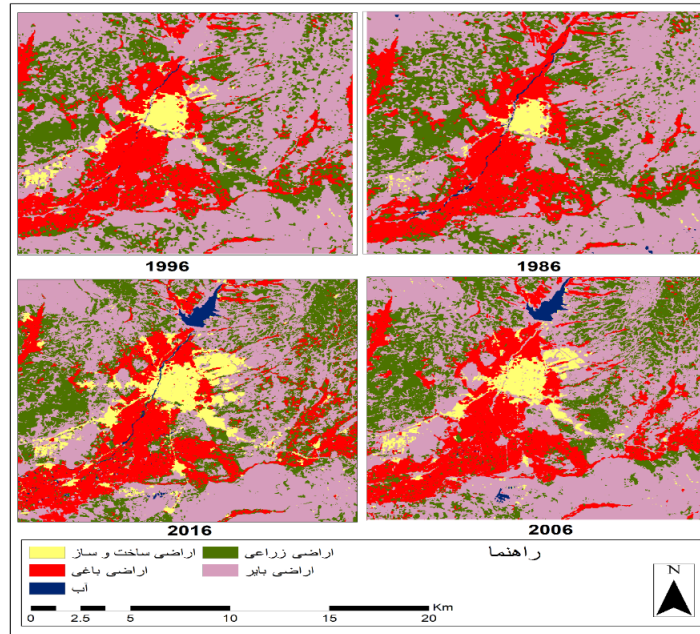 1986
1996
2006
2016
راهنما
اراضی زراعی
اراضی ساخت و ساز
اراضی بایر
اراضی باغی
آب
N
0 2.5 5 10 15 20 Km